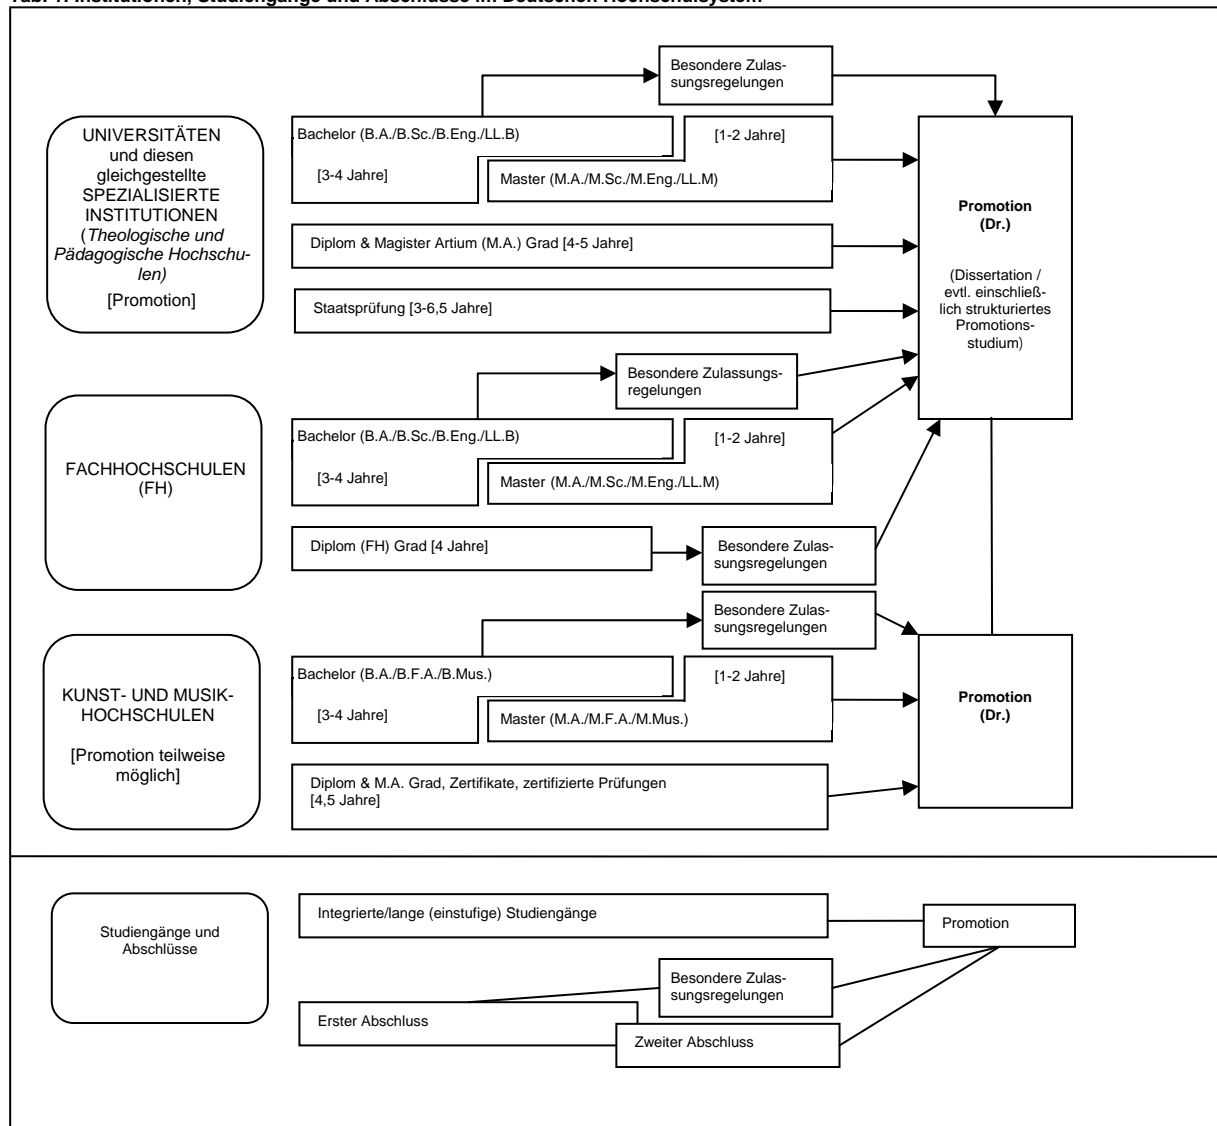 Tab. 1: Institutionen, Studiengänge und Abschlüsse im Deutschen Hochschulsystem
Besondere Zulas-
sungsregelungen
UNIVERSITÄTEN
und diesen
gleichgestellte
SPEZIALISIERTE
INSTITUTIONEN
(Theologische und
Pädagogische Hochschu-
len)
[Promotion]
Bachelor (B.A./B.Sc./B.Eng./LL.B)
[3-4 Jahre]
[1-2 Jahre]
Master (M.A./M.Sc./M.Eng./LL.M)
Diplom & Magister Artium (M.A.) Grad [4-5 Jahre]
Staatsprüfung [3-6,5 Jahre]
Promotion
(Dr.)
(Dissertation /
evtl. einschließ-
lich strukturiertes
Promotions-
studium)
Besondere Zulassungs-
regelungen
FACHHOCHSCHULEN
(FH)
Bachelor (B.A./B.Sc./B.Eng./LL.B)
[3-4 Jahre]
[1-2 Jahre]
Master (M.A./M.Sc./M.Eng./LL.M)
Diplom (FH) Grad [4 Jahre]
Besondere Zulas-
sungsregelungen
Besondere Zulas-
sungsregelungen
KUNST- UND MUSIK-
HOCHSCHULEN
[Promotion teilweise
möglich]
Bachelor (B.A./B.F.A./B.Mus.)
[3-4 Jahre]
[1-2 Jahre]
Master (M.A./M.F.A./M.Mus.)
Diplom & M.A. Grad, Zertifikate, zertifizierte Prüfungen
[4,5 Jahre]
Promotion
(Dr.)
Studiengänge und
Abschlüsse
Integrierte/lange (einstufige) Studiengänge
Promotion
Besondere Zulas-
sungsregelungen
Erster Abschluss
Zweiter Abschluss